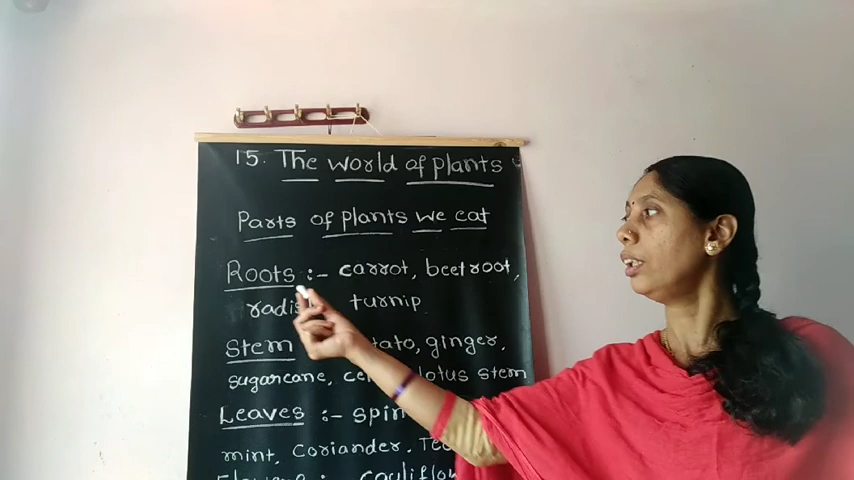 15. The world of plants
Parts of plants we eat
Roots :- carrot, beetroot,
turnip
Stem ginger,
sugarcane, lotus stem
Leaves :-
mint, Coriander,